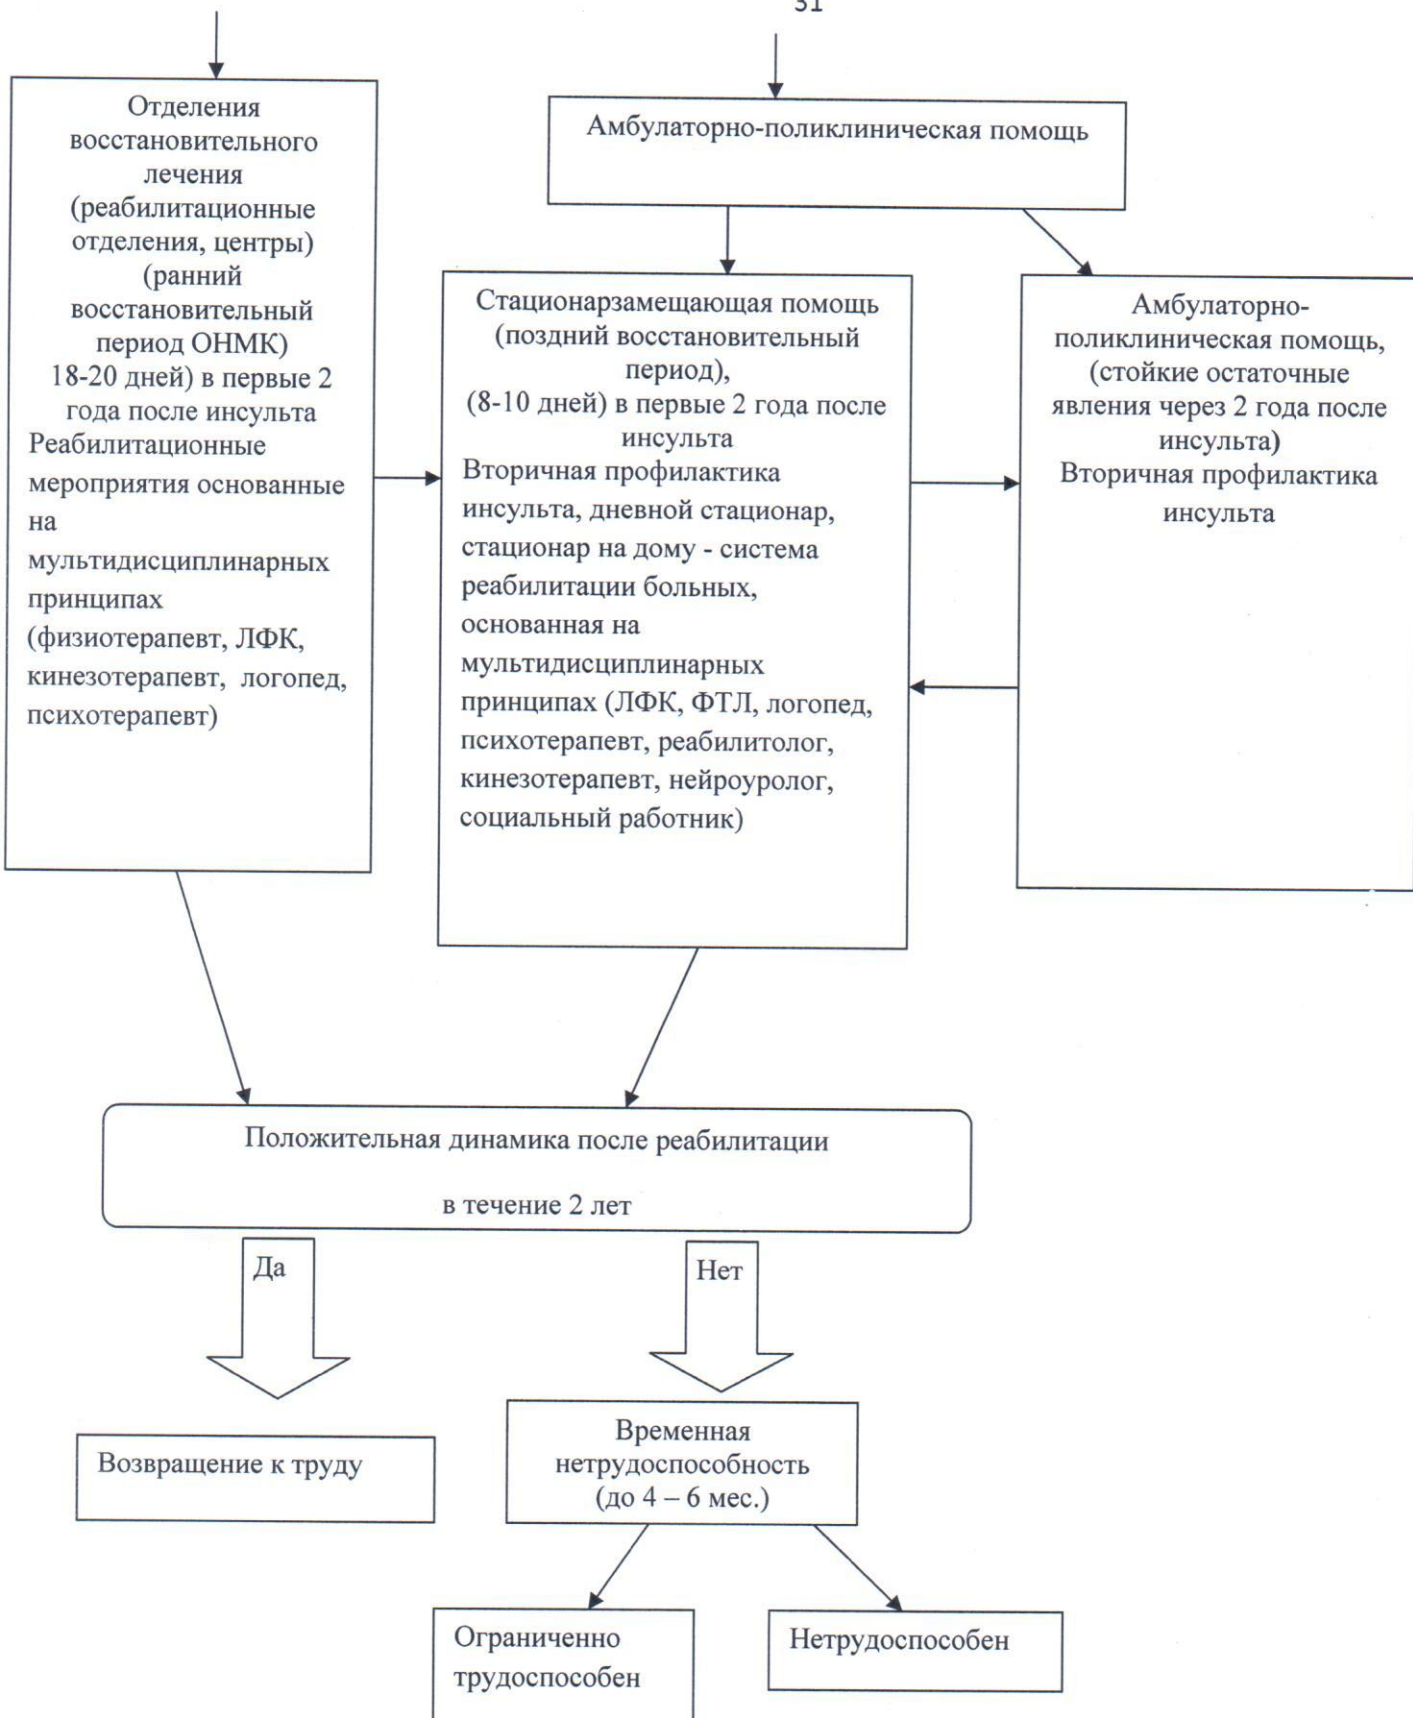 31
Отделения
восстановительного
лечения
(реабилитационные
отделения, центры)
(ранний
восстановительный
период ОНМК)
18-20 дней) в первые 2
года после инсульта
Реабилитационные
мероприятия основанные
на
мультидисциплинарных
принципах
(физиотерапевт, ЛФК,
кинезотерапевт, логопед,
психотерапевт)
Амбулаторно-поликлиническая помощь
Стационарзамещающая помощь
(поздний восстановительный
период),
(8-10 дней) в первые 2 года после
инсульта
Вторичная профилактика
инсульта, дневной стационар,
стационар на дому - система
реабилитации больных,
основанная на
мультидисциплинарных
принципах (ЛФК, ФТЛ, логопед,
психотерапевт, реабилитолог,
кинезотерапевт, нейроуролог,
социальный работник)
Амбулаторно-
поликлиническая помощь,
(стойкие остаточные
явления через 2 года после
инсульта)
Вторичная профилактика
инсульта
Положительная динамика после реабилитации
в течение 2 лет
Да
Нет
Возвращение к труду
Временная
нетрудоспособность
(до 4 – 6 мес.)
Ограниченно
трудоспособен
Нетрудоспособен